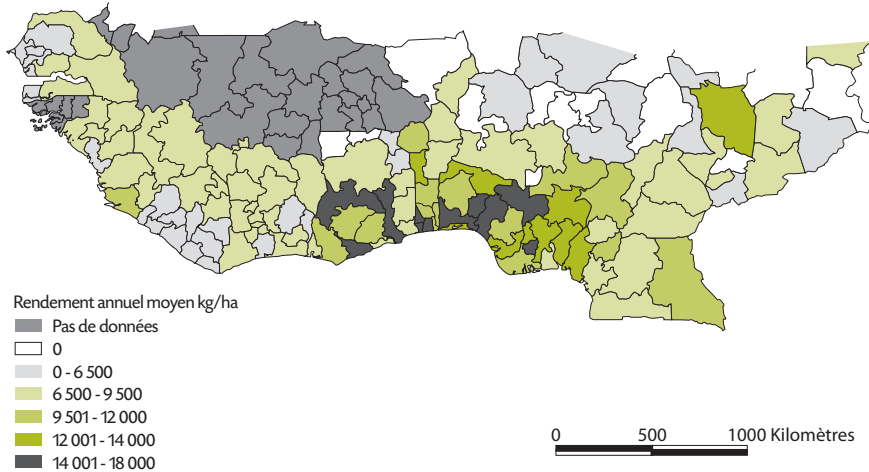 Rendement annuel moyen kg/ha
Pas de données
0
0 - 6 500
6 500 - 9 500
9 501 - 12 000
12 001 - 14 000
14 001 - 18 000
0 500 1000 Kilomètres